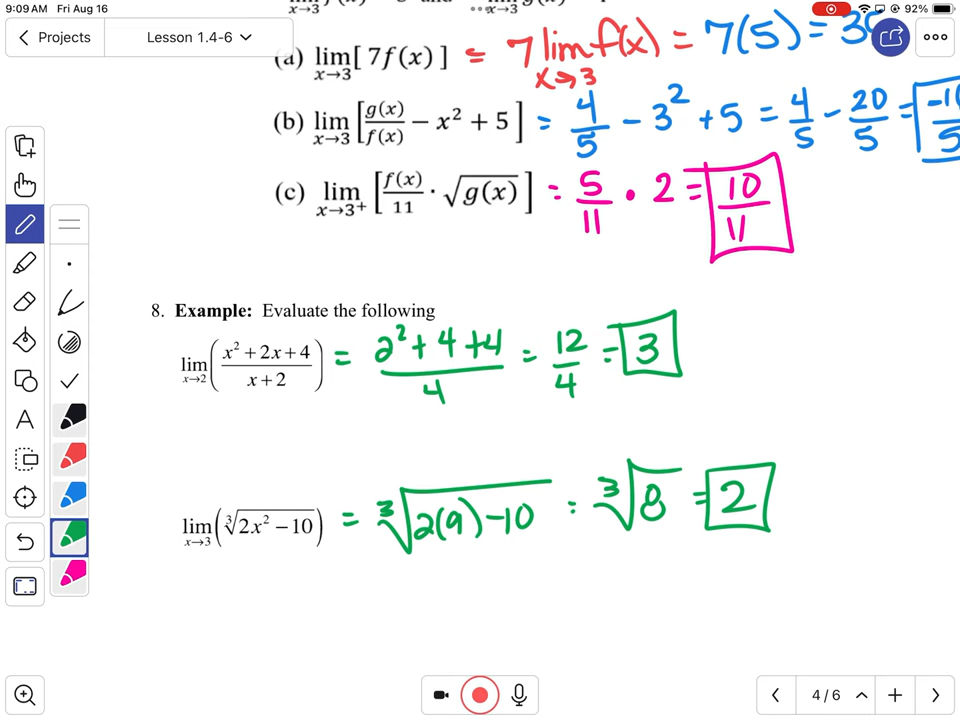 9:09 AM Fri Aug 16 92%
Projects Lesson 1.4-6
x→3 x→3
(a) lim x→3 [ 7f(x) ] = 7 lim x→3 f(x) = 7(5) = 35
(b) lim x→3 [ g(x)/f(x) − x² + 5 ] = 4/5 − 3² + 5 = 4/5 − 20/5 =
(c) lim x→3⁺ [ f(x)/11 · √g(x) ] = 5/11 • 2 = 10/11
8. Example: Evaluate the following
lim x→2 ( (x² + 2x + 4)/(x + 2) ) = (2² + 4 + 4)/4 = 12/4 = 3
lim x→3 ( ∛(2x² − 10) ) = ∛(2(9) − 10) = ∛8 = 2
A
4 / 6